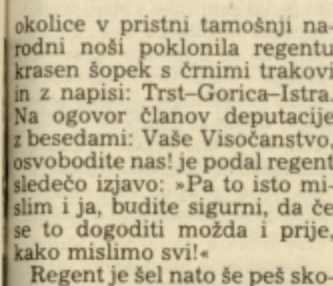 okolice v pristni tamošnji na-
rodni noši poklonila regentu
krasen šopek s črnimi trakovi
in z napisi: Trst–Gorica–Istra.
Na ogovor članov deputacije
z besedami: Vaše Visočanstvo,
osvobodite nas! je podal regent
sledečo izjavo: »Pa to isto mi-
slim i ja, budite sigurni, da če
se to dogoditi možda i prije,
kako mislimo svi!«
Regent je šel nato še peš sko-